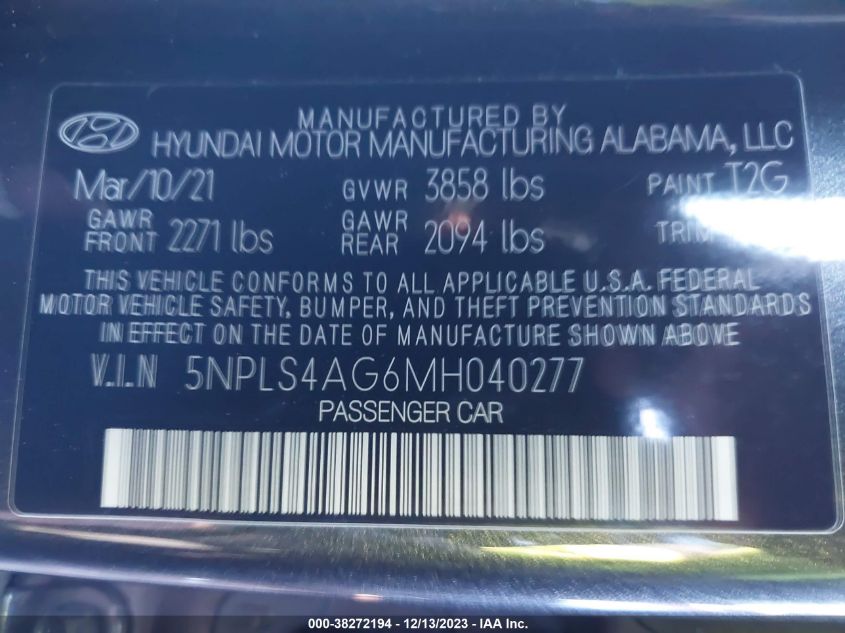 MANUFACTURED BY
HYUNDAI MOTOR MANUFACTURING ALABAMA, LLC
Mar/10/21 GVWR 3858 lbs PAINT T2G
GAWR FRONT 2271 lbs GAWR REAR 2094 lbs TRIM
THIS VEHICLE CONFORMS TO ALL APPLICABLE U.S.A. FEDERAL
MOTOR VEHICLE SAFETY, BUMPER, AND THEFT PREVENTION STANDARDS
IN EFFECT ON THE DATE OF MANUFACTURE SHOWN ABOVE
V.I.N 5NPLS4AG6MH040277
PASSENGER CAR
000-38272194 - 12/13/2023 - IAA Inc.